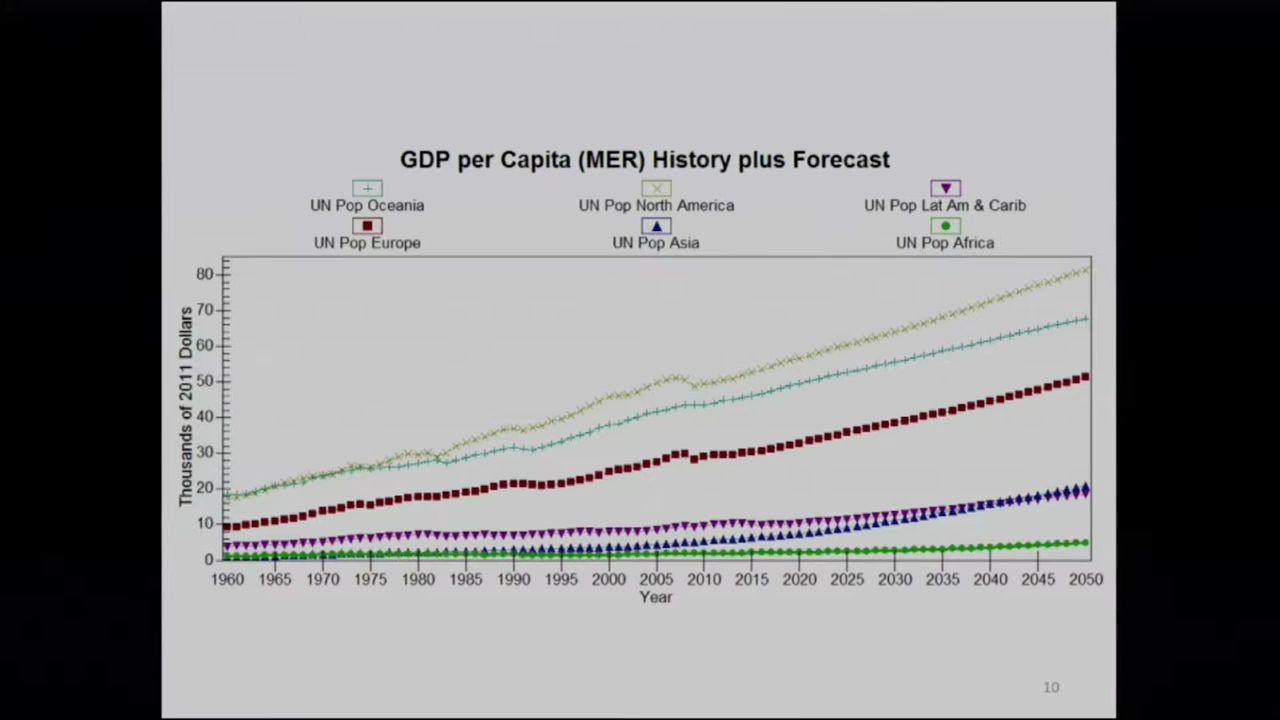 GDP per Capita (MER) History plus Forecast
UN Pop Oceania UN Pop North America UN Pop Lat Am & Carib
UN Pop Europe UN Pop Asia UN Pop Africa
Thousands of 2011 Dollars
80
70
60
50
40
30
20
10
0
1960 1965 1970 1975 1980 1985 1990 1995 2000 2005 2010 2015 2020 2025 2030 2035 2040 2045 2050
Year
10